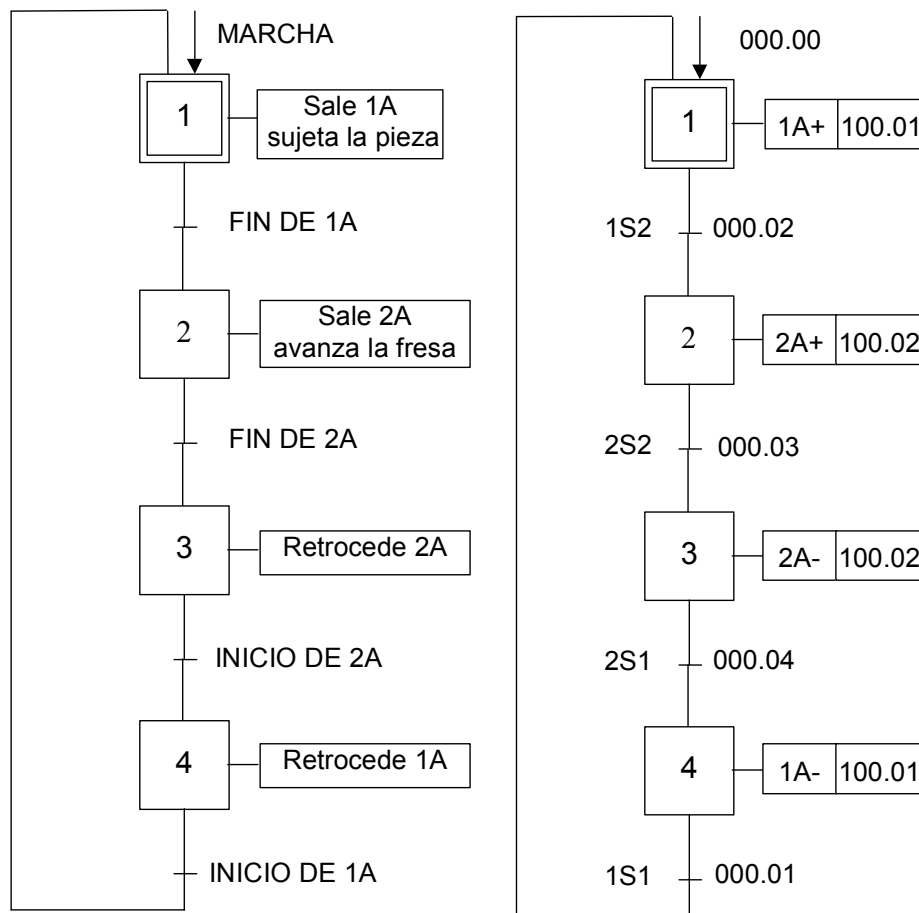 MARCHA
1
Sale 1A
sujeta la pieza
FIN DE 1A
2
Sale 2A
avanza la fresa
FIN DE 2A
3
Retrocede 2A
INICIO DE 2A
4
Retrocede 1A
INICIO DE 1A
000.00
1
1A+ 100.01
1S2 000.02
2
2A+ 100.02
2S2 000.03
3
2A- 100.02
2S1 000.04
4
1A- 100.01
1S1 000.01